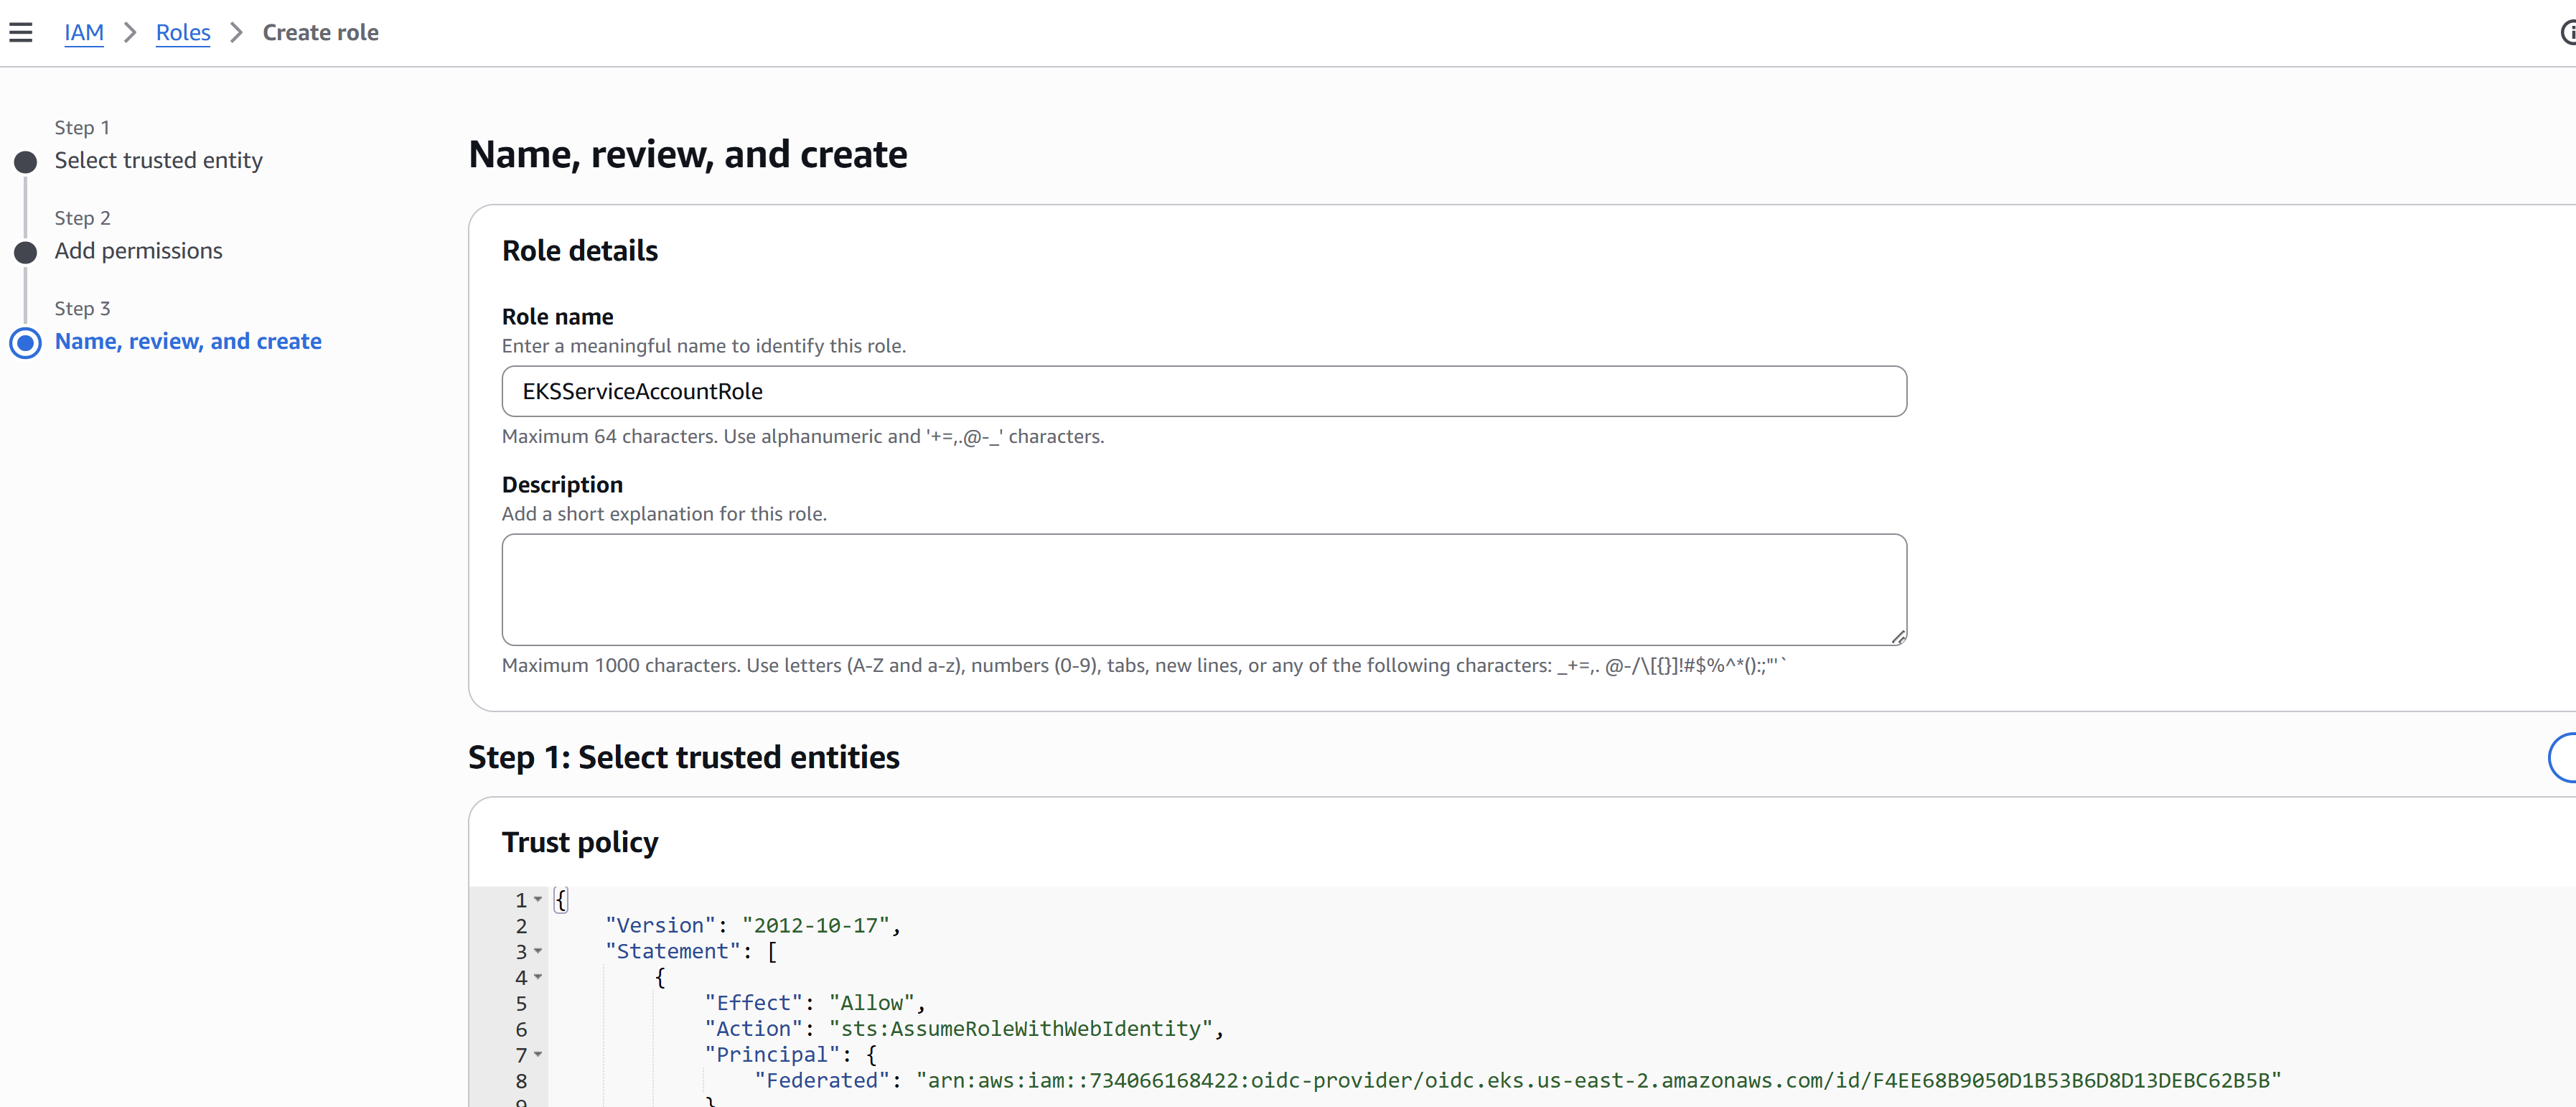 IAM > Roles > Create role
Step 1
Select trusted entity
Step 2
Add permissions
Step 3
Name, review, and create
Name, review, and create
Role details
Role name
Enter a meaningful name to identify this role.
EKSServiceAccountRole
Maximum 64 characters. Use alphanumeric and '+=,.@-_' characters.
Description
Add a short explanation for this role.
Maximum 1000 characters. Use letters (A-Z and a-z), numbers (0-9), tabs, new lines, or any of the following characters: _+=,. @-/\[{}]!#$%^*();:"'`
Step 1: Select trusted entities
Trust policy
1 {
2 "Version": "2012-10-17",
3 "Statement": [
4 {
5 "Effect": "Allow",
6 "Action": "sts:AssumeRoleWithWebIdentity",
7 "Principal": {
8 "Federated": "arn:aws:iam::734066168422:oidc-provider/oidc.eks.us-east-2.amazonaws.com/id/F4EE68B9050D1B53B6D8D13DEBC62B5B"
9 }